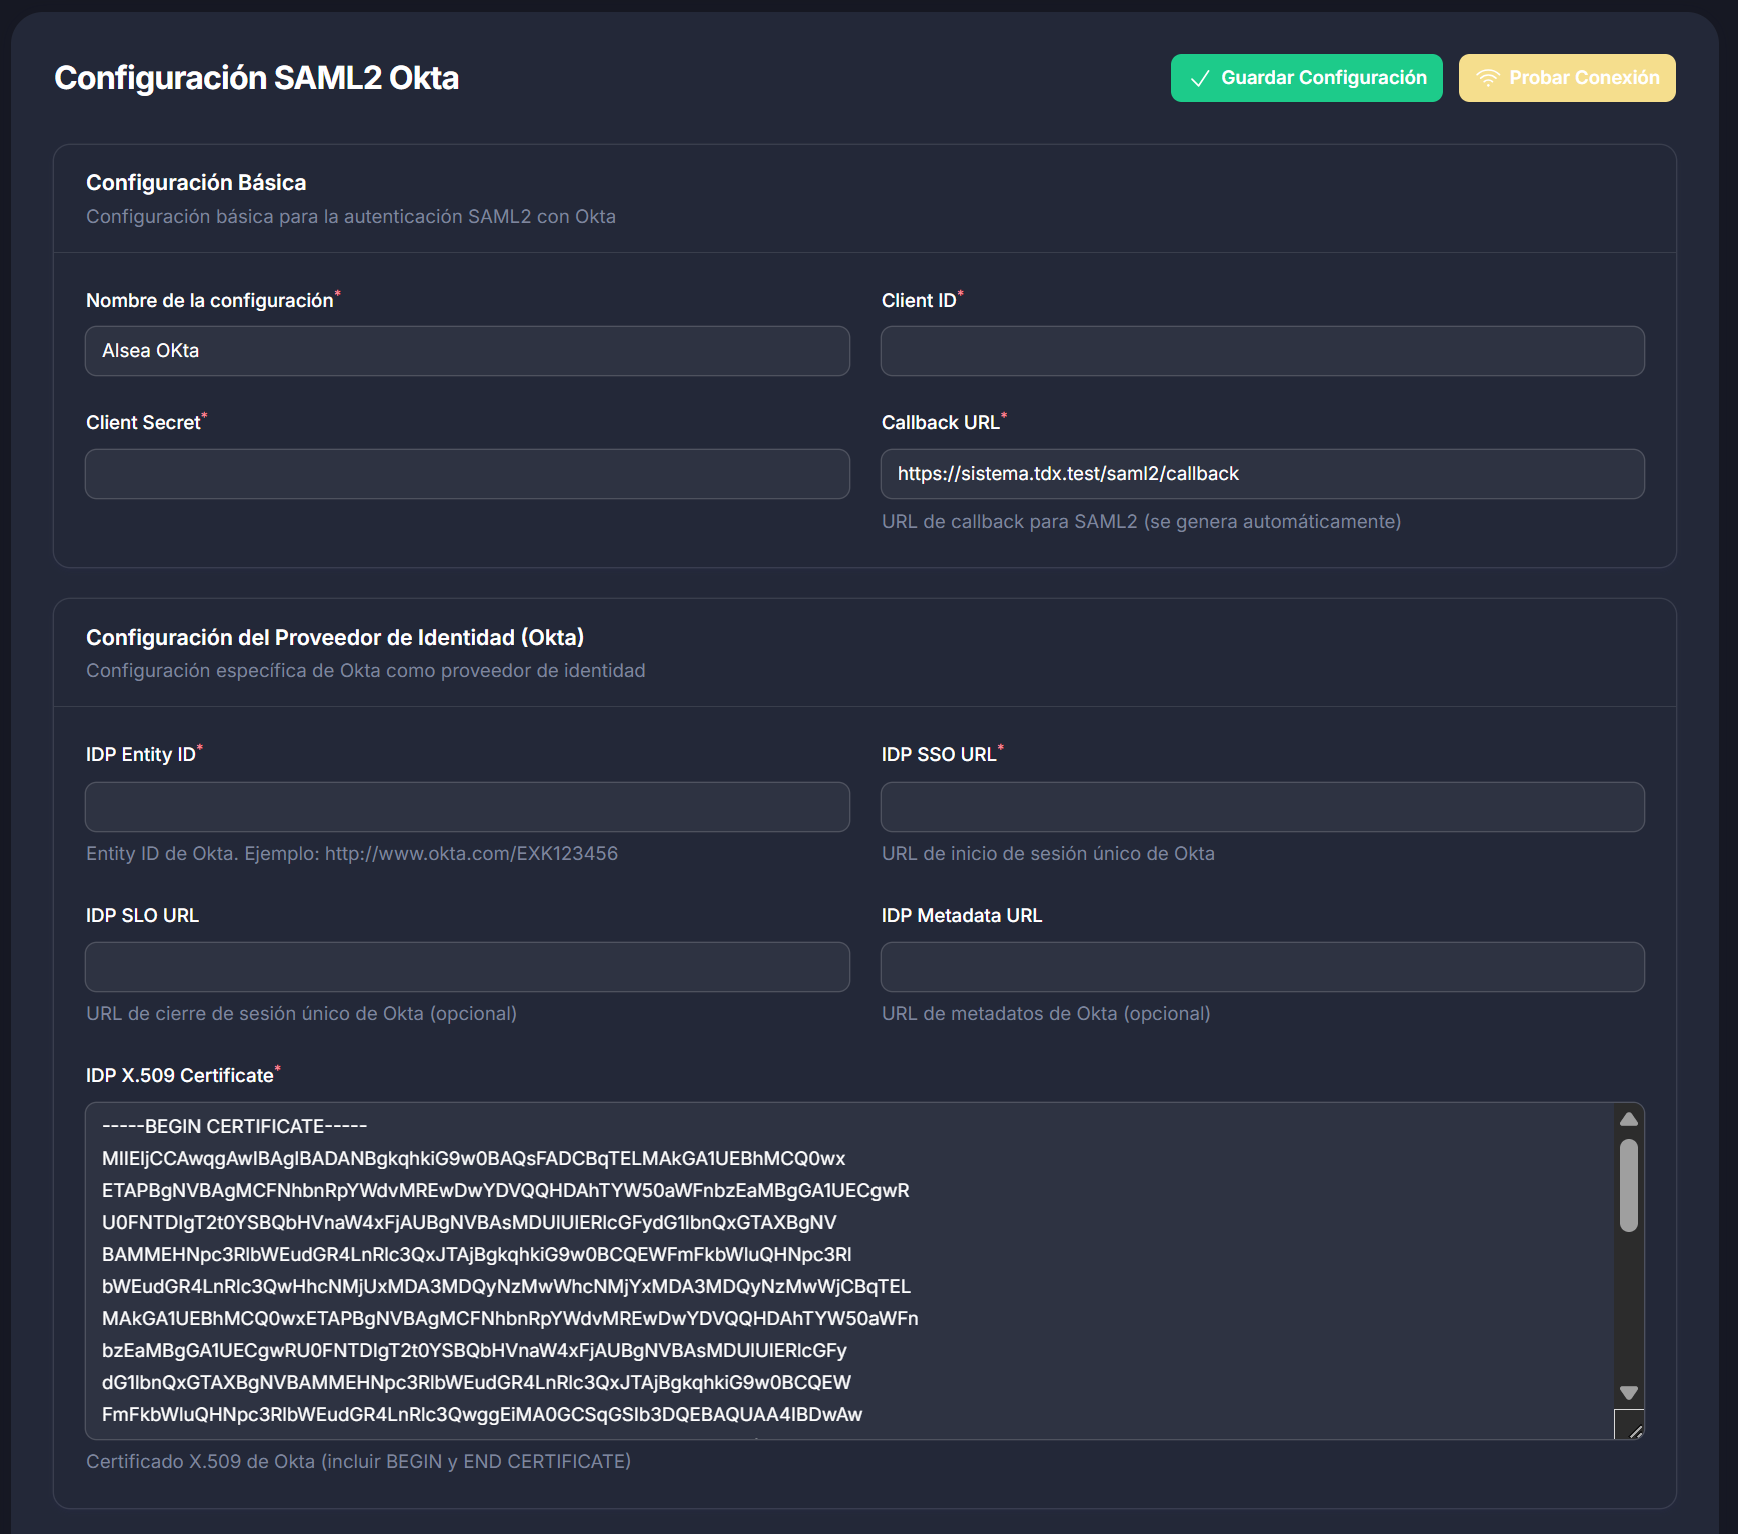 Configuración SAML2 Okta
Guardar Configuración
Probar Conexión
Configuración Básica
Configuración básica para la autenticación SAML2 con Okta
Nombre de la configuración*
Client ID*
Alsea OKta
Client Secret*
Callback URL*
https://sistema.tdx.test/saml2/callback
URL de callback para SAML2 (se genera automáticamente)
Configuración del Proveedor de Identidad (Okta)
Configuración específica de Okta como proveedor de identidad
IDP Entity ID*
IDP SSO URL*
Entity ID de Okta. Ejemplo: http://www.okta.com/EXK123456
URL de inicio de sesión único de Okta
IDP SLO URL
IDP Metadata URL
URL de cierre de sesión único de Okta (opcional)
URL de metadatos de Okta (opcional)
IDP X.509 Certificate*
-----BEGIN CERTIFICATE-----
MIIEIjCCAwqgAwIBAgIBADANBgkqhkiG9w0BAQsFADCBqTELMAkGA1UEBhMCQ0wx
ETAPBgNVBAgMCFNhbnRpYWdvMREwDwYDVQQHDAhTYW50aWFnbzEaMBgGA1UECgwR
U0FNTDIgT2t0YSBQbHVnaW4xFjAUBgNVBAsMDUlUIERlcGFydG1lbnQxGTAXBgNV
BAMMEHNpc3RlbWEudGR4LnRlc3QxJTAjBgkqhkiG9w0BCQEWFmFkbWluQHNpc3Rl
bWEudGR4LnRlc3QwHhcNMjUxMDA3MDQyNzMwWhcNMjYxMDA3MDQyNzMwWjCBqTEL
MAkGA1UEBhMCQ0wxETAPBgNVBAgMCFNhbnRpYWdvMREwDwYDVQQHDAhTYW50aWFn
bzEaMBgGA1UECgwRU0FNTDIgT2t0YSBQbHVnaW4xFjAUBgNVBAsMDUlUIERlcGFy
dG1lbnQxGTAXBgNVBAMMEHNpc3RlbWEudGR4LnRlc3QxJTAjBgkqhkiG9w0BCQEW
FmFkbWluQHNpc3RlbWEudGR4LnRlc3QwggEiMA0GCSqGSIb3DQEBAQUAA4IBDwAw
Certificado X.509 de Okta (incluir BEGIN y END CERTIFICATE)